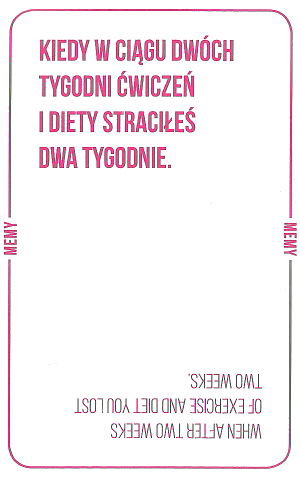 KIEDY W CIĄGU DWÓCH
TYGODNI ĆWICZEŃ
I DIETY STRACIŁEŚ
DWA TYGODNIE.
MEMY
MEMY
WHEN AFTER TWO WEEKS
OF EXERCISE AND DIET YOU LOST
TWO WEEKS.